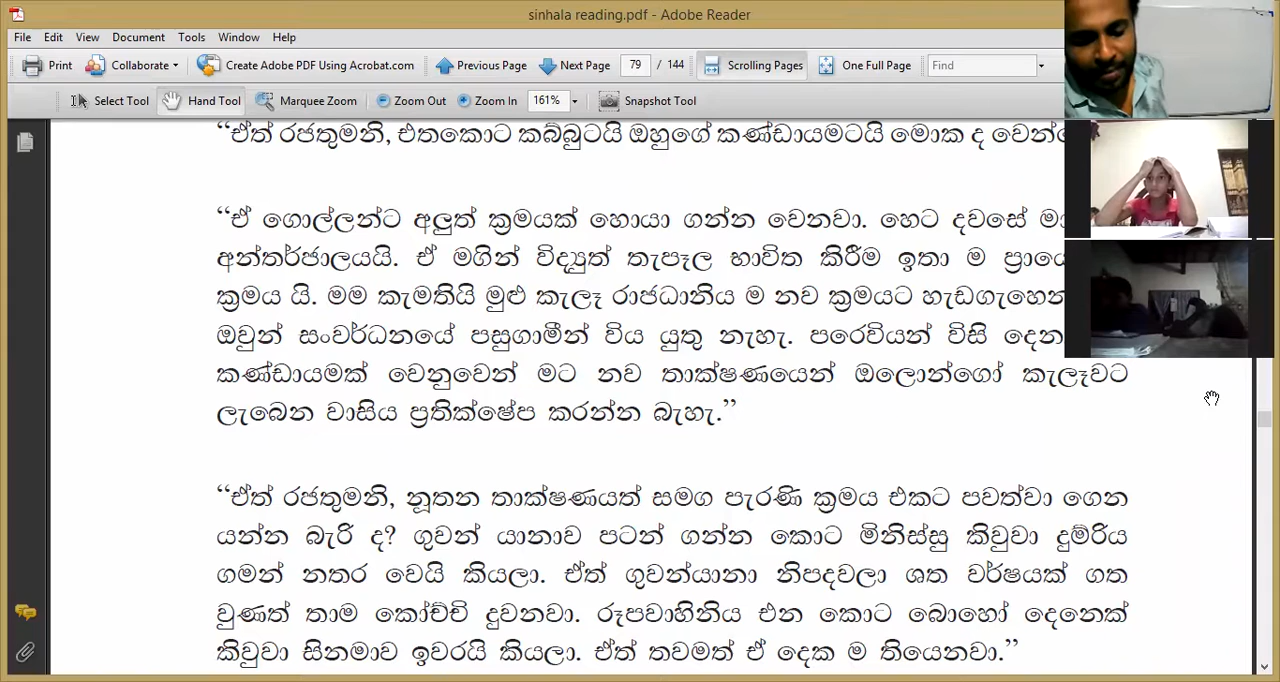 sinhala reading.pdf - Adobe Reader
File Edit View Document Tools Window Help
Print Collaborate Create Adobe PDF Using Acrobat.com Previous Page Next Page 79 / 144 Scrolling Pages One Full Page Find
Select Tool Hand Tool Marquee Zoom Zoom Out Zoom In 161% Snapshot Tool
“ඒත් රජතුමනි, එතකොට කබ්බුටයි ඔහුගේ කණ්ඩායමටයි මොක ද
“ඒ ගොල්ලන්ට අලුත් ක්‍රමයක් හොයා ගන්න වෙනවා. හෙට දවසේ
අන්තර්ජාලයයි. ඒ මගින් විද්‍යුත් තැපෑල භාවිත කිරීම ඉතා ම
ක්‍රමය යි. මම කැමතියි මුළු කැලෑ රාජධානිය ම නව ක්‍රමයට
ඔවුන් සංවර්ධනයේ පසුගාමීන් විය යුතු නැහැ. පරෙවියන් විසි
කණ්ඩායමක් වෙනුවෙන් මට නව තාක්ෂණයෙන් ඔලොන්ගෝ කැලෑවට
ලැබෙන වාසිය ප්‍රතික්ෂේප කරන්න බැහැ.”
“ඒත් රජතුමනි, නූතන තාක්ෂණයත් සමග පැරණි ක්‍රමය එකට පවත්වා ගෙන
යන්න බැරි ද? ගුවන් යානාව පටන් ගන්න කොට මිනිස්සු කිවුවා දුම්රිය
ගමන් නතර වෙයි කියලා. ඒත් ගුවන්යානා නිපදවලා ශත වර්ෂයක් ගත
වුණත් තාම කෝච්චි දුවනවා. රූපවාහිනිය එන කොට බොහෝ දෙනෙක්
කිවුවා සිනමාව ඉවරයි කියලා. ඒත් තවමත් ඒ දෙක ම තියෙනවා.”